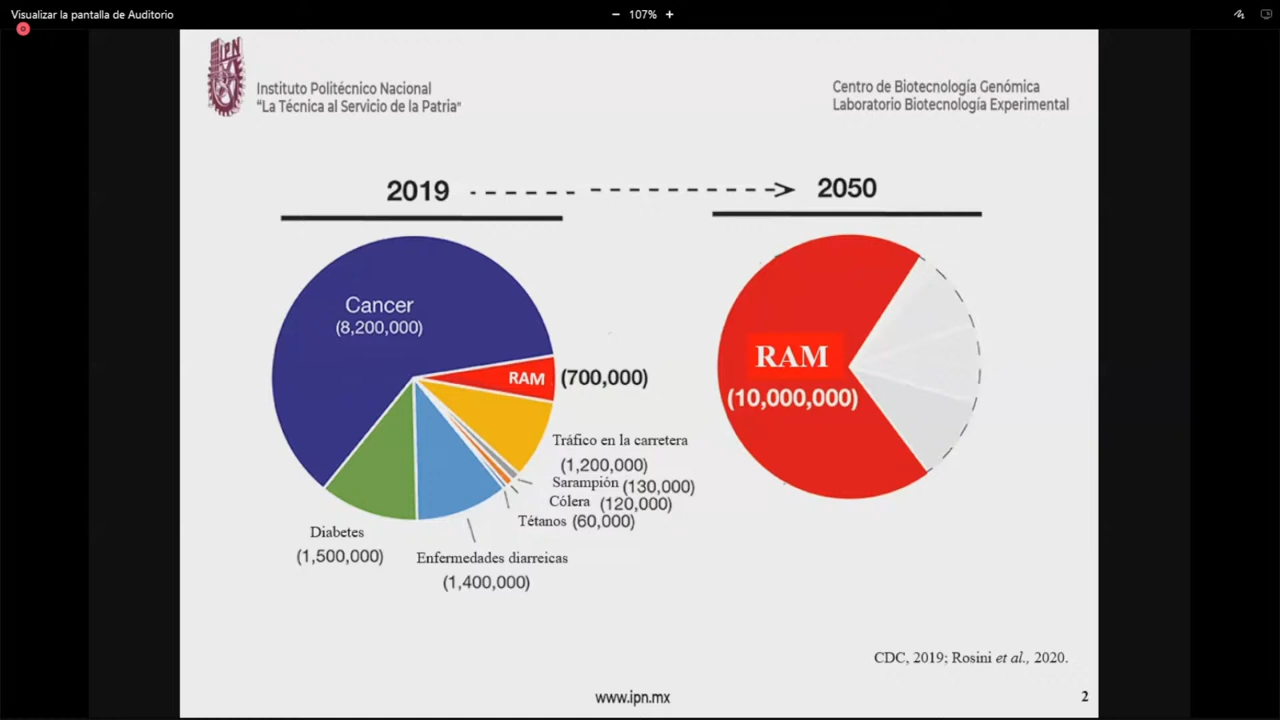 Visualizar la pantalla de Auditorio
− 107% +
IPN
Instituto Politécnico Nacional
“La Técnica al Servicio de la Patria”
Centro de Biotecnología Genómica
Laboratorio Biotecnología Experimental
2019
2050
Cancer
(8,200,000)
RAM (700,000)
Tráfico en la carretera
(1,200,000)
Sarampión (130,000)
Cólera (120,000)
Tétanos (60,000)
Diabetes
(1,500,000)
Enfermedades diarreicas
(1,400,000)
RAM
(10,000,000)
CDC, 2019; Rosini et al., 2020.
www.ipn.mx
2